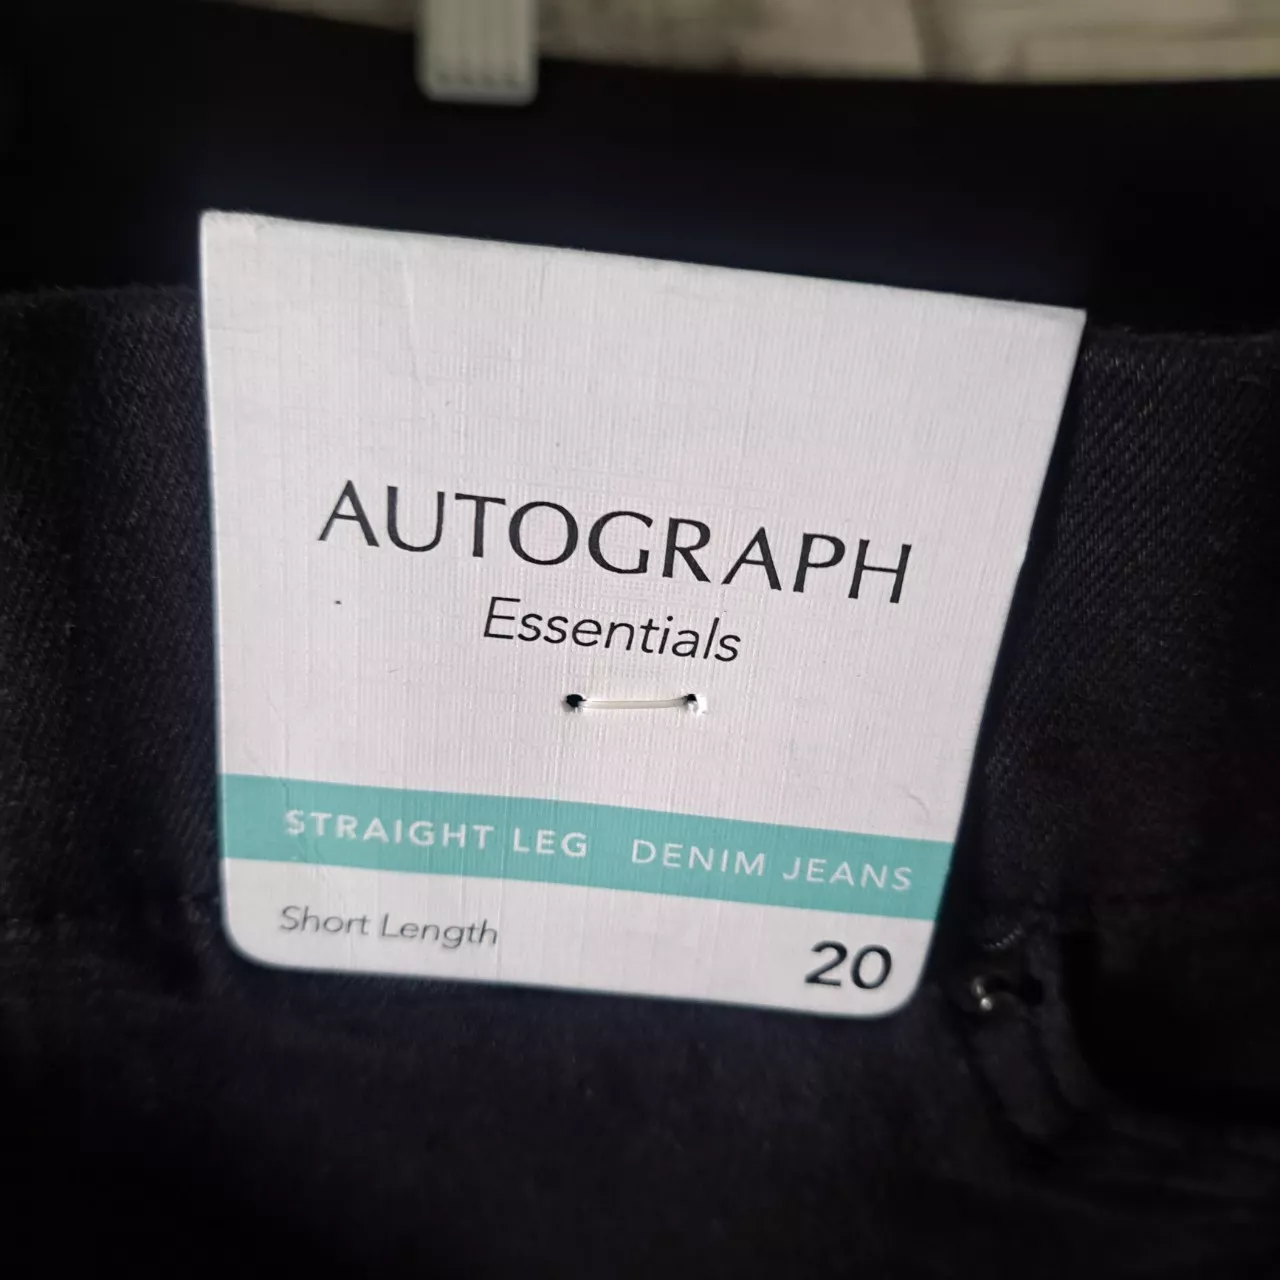 AUTOGRAPH
Essentials
STRAIGHT LEG DENIM JEANS
Short Length 20